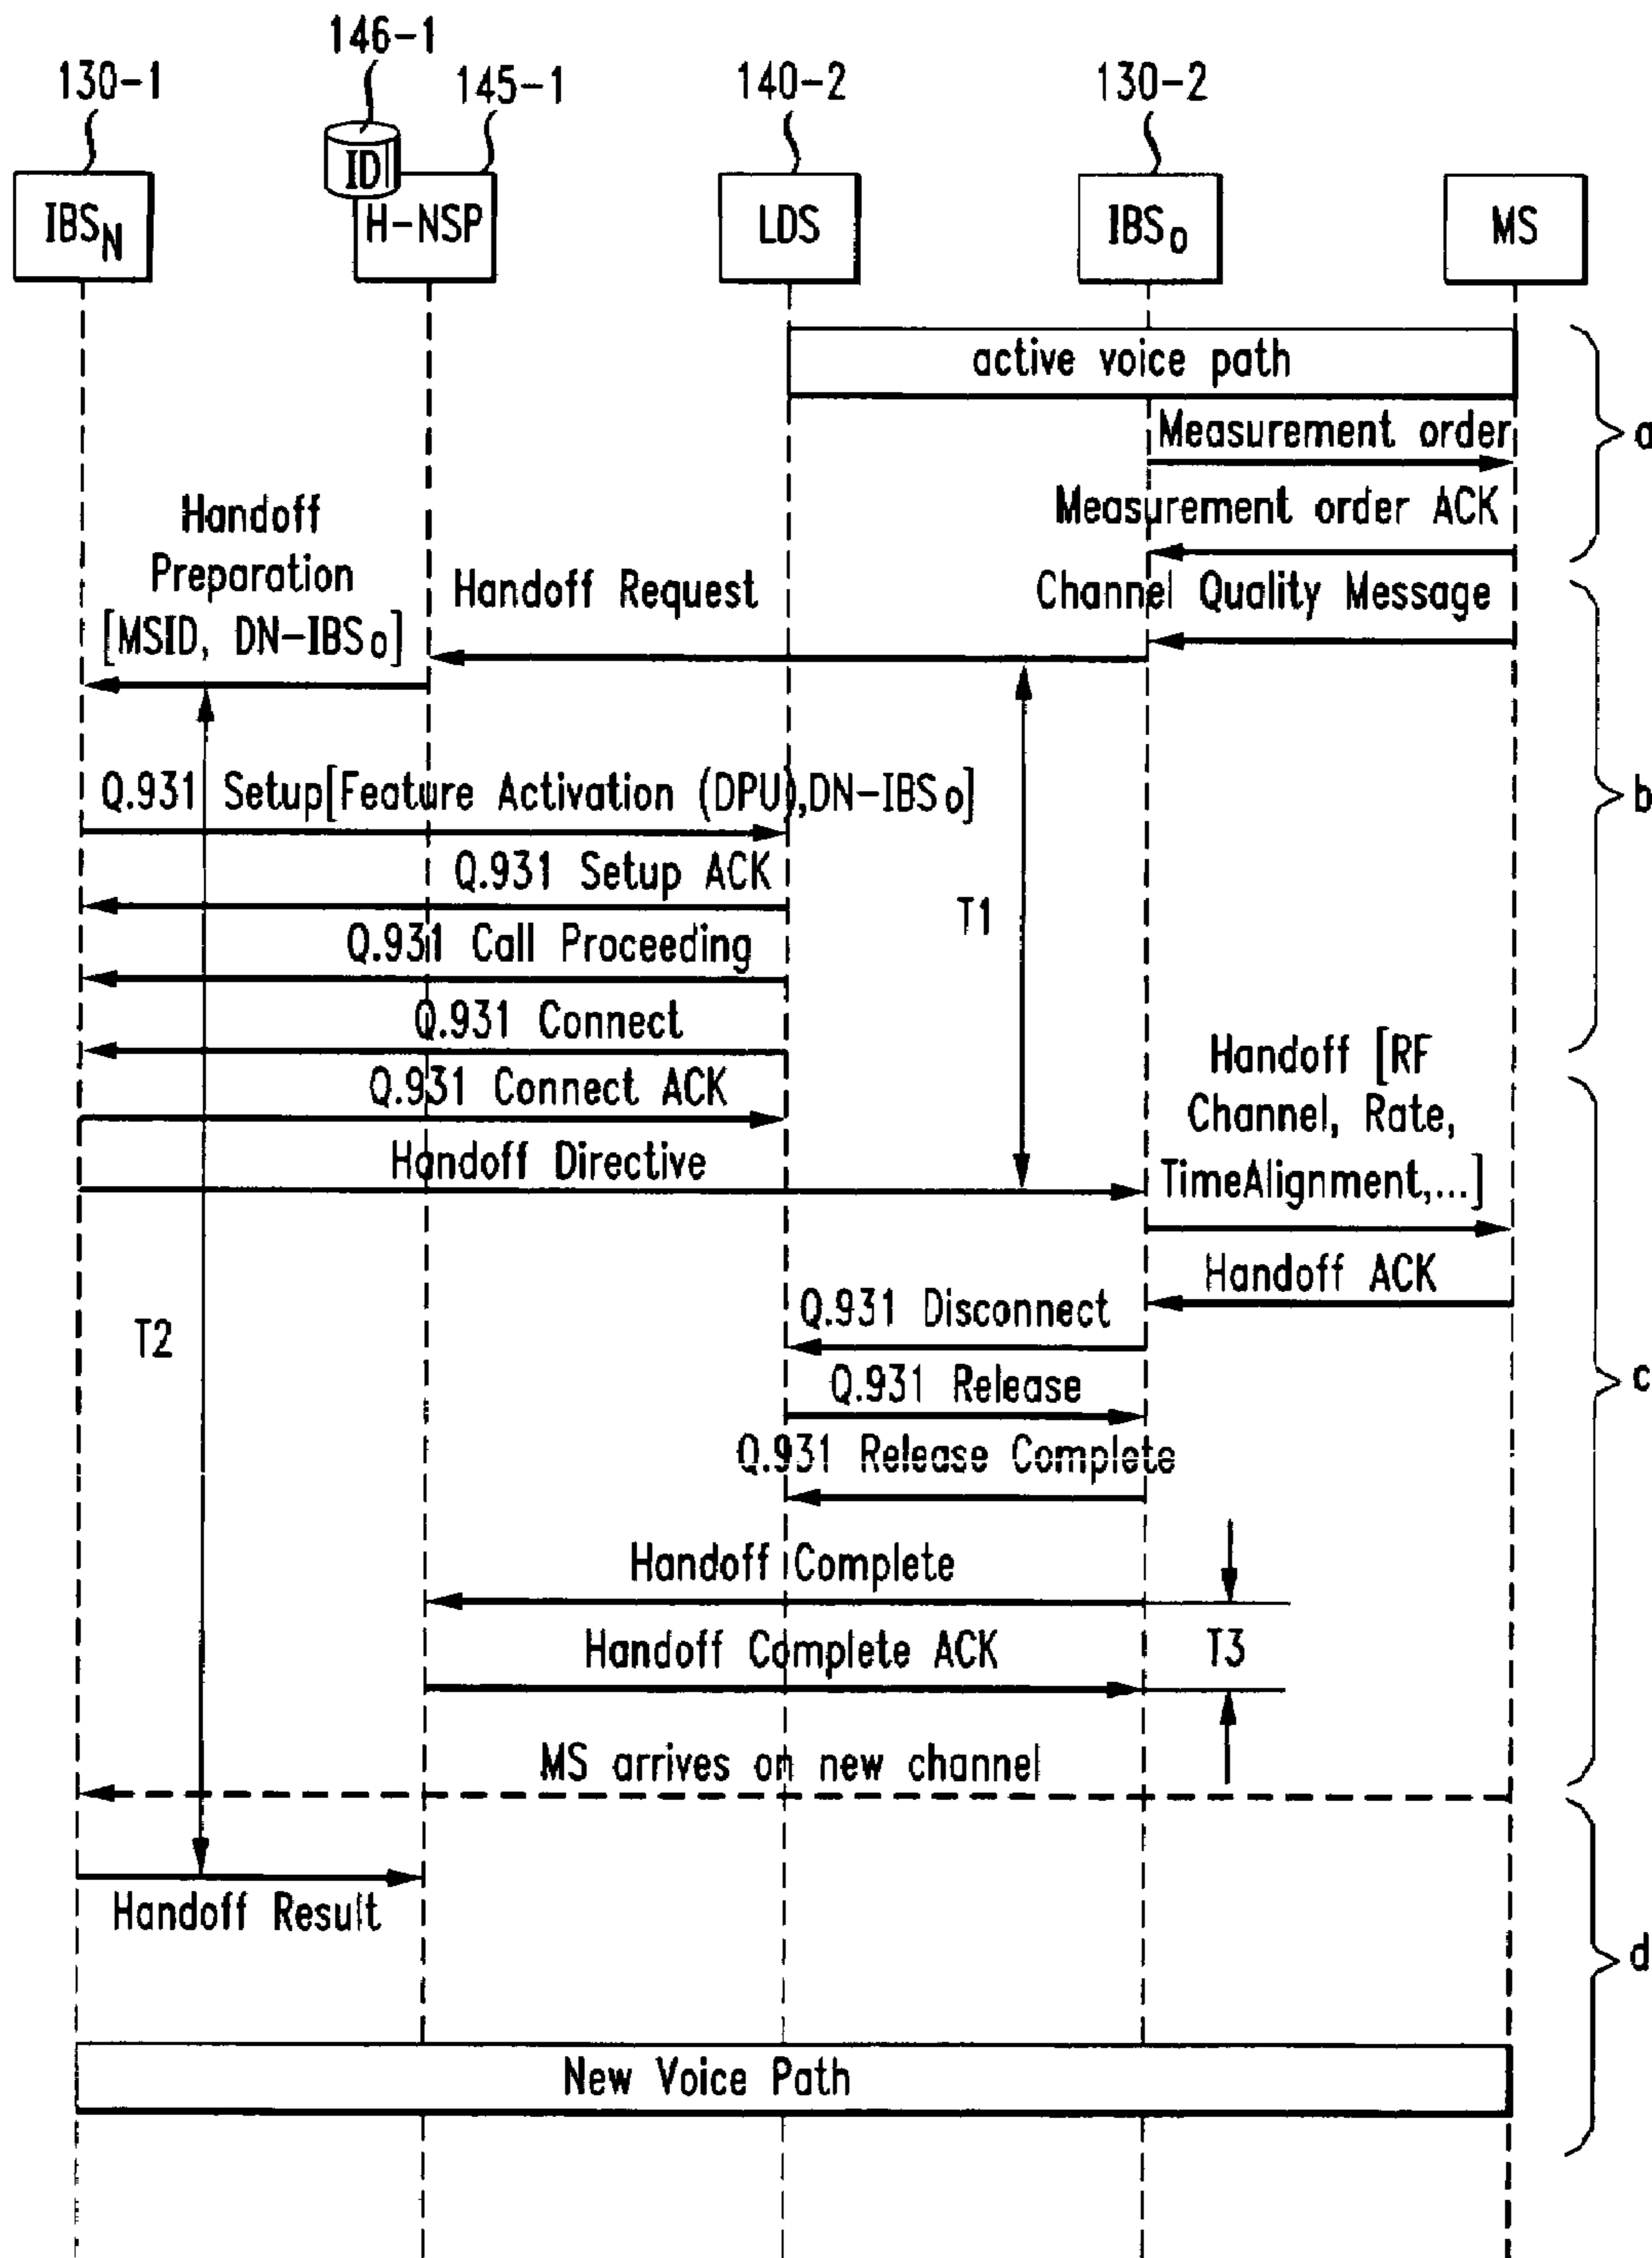 146-1
130-1
145-1
140-2
130-2
ID
IBSN
H-NSP
LDS
IBSo
MS
active voice path
a
Measurement order
Measurement order ACK
Handoff
Preparation
[MSID, DN-IBSo]
Handoff Request
Channel Quality Message
b
Q.931 Setup[Feature Activation (DPU),DN-IBSo]
Q.931 Setup ACK
T1
Q.931 Call Proceeding
Q.931 Connect
Handoff [RF
Channel, Rate,
TimeAlignment,...]
Q.931 Connect ACK
Handoff Directive
Handoff ACK
Q.931 Disconnect
T2
Q.931 Release
c
Q.931 Release Complete
Handoff Complete
Handoff Complete ACK
T3
MS arrives on new channel
Handoff Result
d
New Voice Path